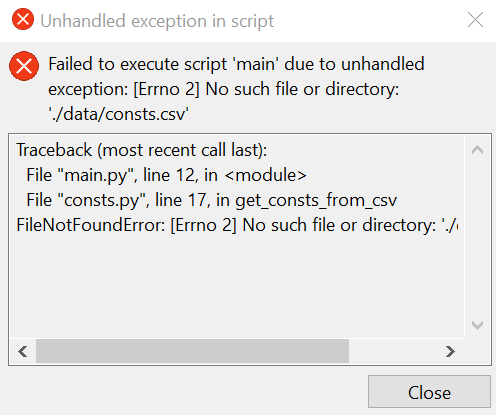 Unhandled exception in script
Failed to execute script 'main' due to unhandled
exception: [Errno 2] No such file or directory:
'./data/consts.csv'
Traceback (most recent call last):
File "main.py", line 12, in <module>
File "consts.py", line 17, in get_consts_from_csv
FileNotFoundError: [Errno 2] No such file or directory: './
Close